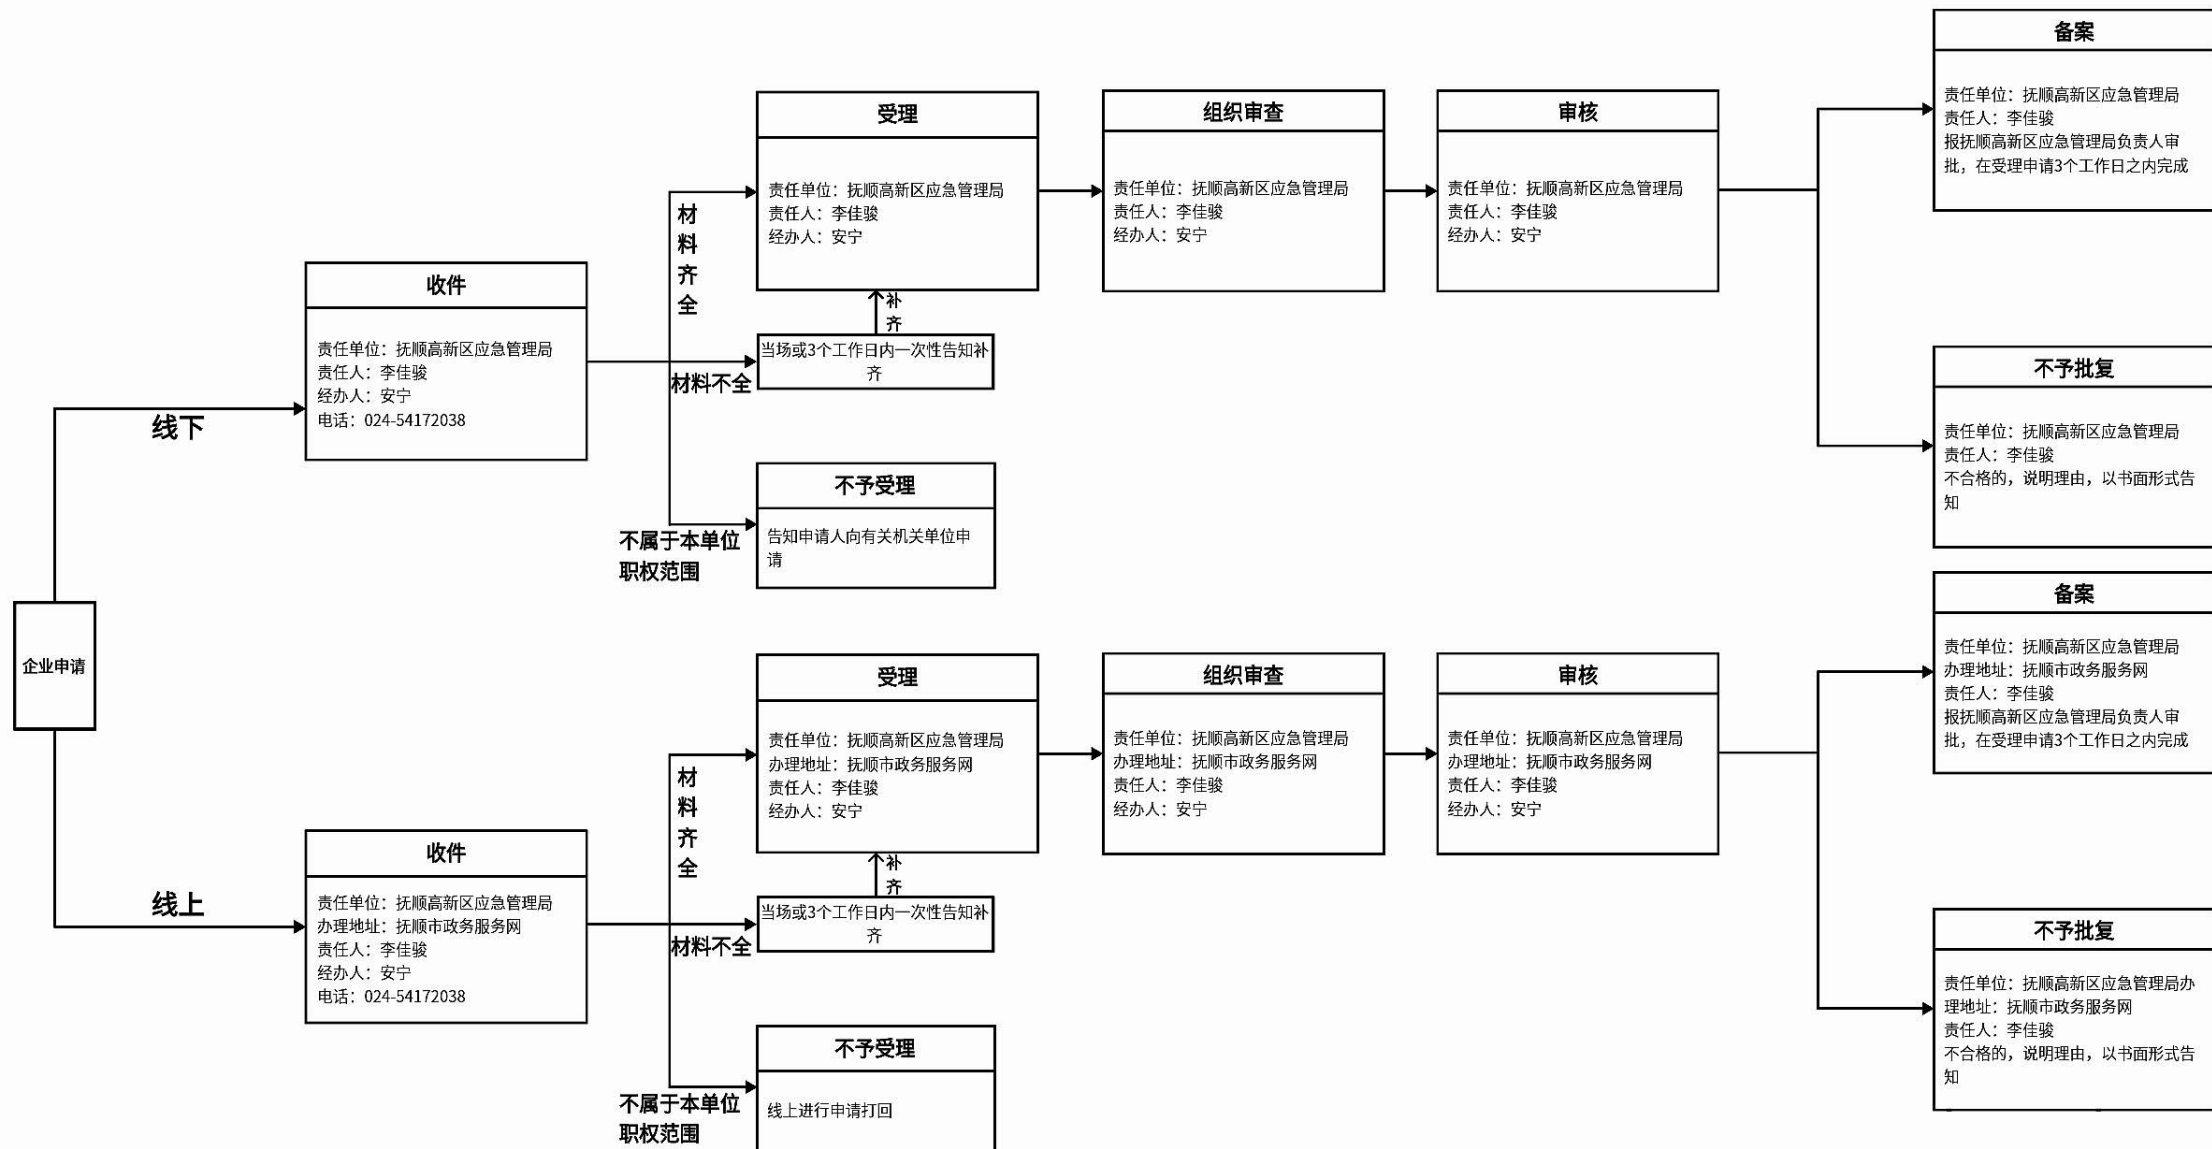 企业申请
线下
收件
责任单位：抚顺高新区应急管理局
责任人：李佳骏
经办人：安宁
电话：024-54172038
材
料
齐
全
材料不全
不属于本单位
职权范围
受理
责任单位：抚顺高新区应急管理局
责任人：李佳骏
经办人：安宁
补
齐
当场或3个工作日内一次性告知补
齐
不予受理
告知申请人向有关机关单位申
请
组织审查
责任单位：抚顺高新区应急管理局
责任人：李佳骏
经办人：安宁
审核
责任单位：抚顺高新区应急管理局
责任人：李佳骏
经办人：安宁
备案
责任单位：抚顺高新区应急管理局
责任人：李佳骏
报抚顺高新区应急管理局负责人审
批，在受理申请3个工作日之内完成
不予批复
责任单位：抚顺高新区应急管理局
责任人：李佳骏
不合格的，说明理由，以书面形式告
知
线上
收件
责任单位：抚顺高新区应急管理局
办理地址：抚顺市政务服务网
责任人：李佳骏
经办人：安宁
电话：024-54172038
材
料
齐
全
材料不全
不属于本单位
职权范围
受理
责任单位：抚顺高新区应急管理局
办理地址：抚顺市政务服务网
责任人：李佳骏
经办人：安宁
补
齐
当场或3个工作日内一次性告知补
齐
不予受理
线上进行申请打回
组织审查
责任单位：抚顺高新区应急管理局
办理地址：抚顺市政务服务网
责任人：李佳骏
经办人：安宁
审核
责任单位：抚顺高新区应急管理局
办理地址：抚顺市政务服务网
责任人：李佳骏
经办人：安宁
备案
责任单位：抚顺高新区应急管理局
办理地址：抚顺市政务服务网
责任人：李佳骏
报抚顺高新区应急管理局负责人审
批，在受理申请3个工作日之内完成
不予批复
责任单位：抚顺高新区应急管理局办
理地址：抚顺市政务服务网
责任人：李佳骏
不合格的，说明理由，以书面形式告
知